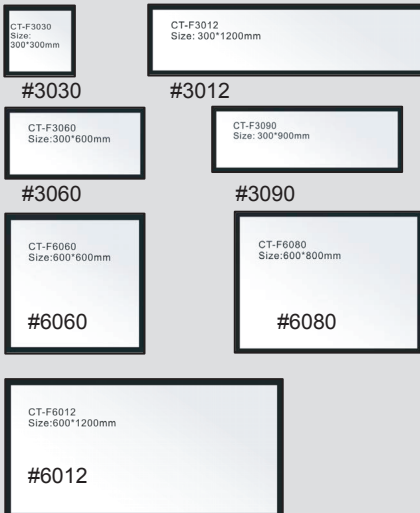 CT-F3030
Size:
300*300mm
#3030
CT-F3012
Size: 300*1200mm
#3012
CT-F3060
Size:300*600mm
#3060
CT-F3090
Size: 300*900mm
#3090
CT-F6060
Size:600*600mm
#6060
CT-F6080
Size:600*800mm
#6080
CT-F6012
Size:600*1200mm
#6012